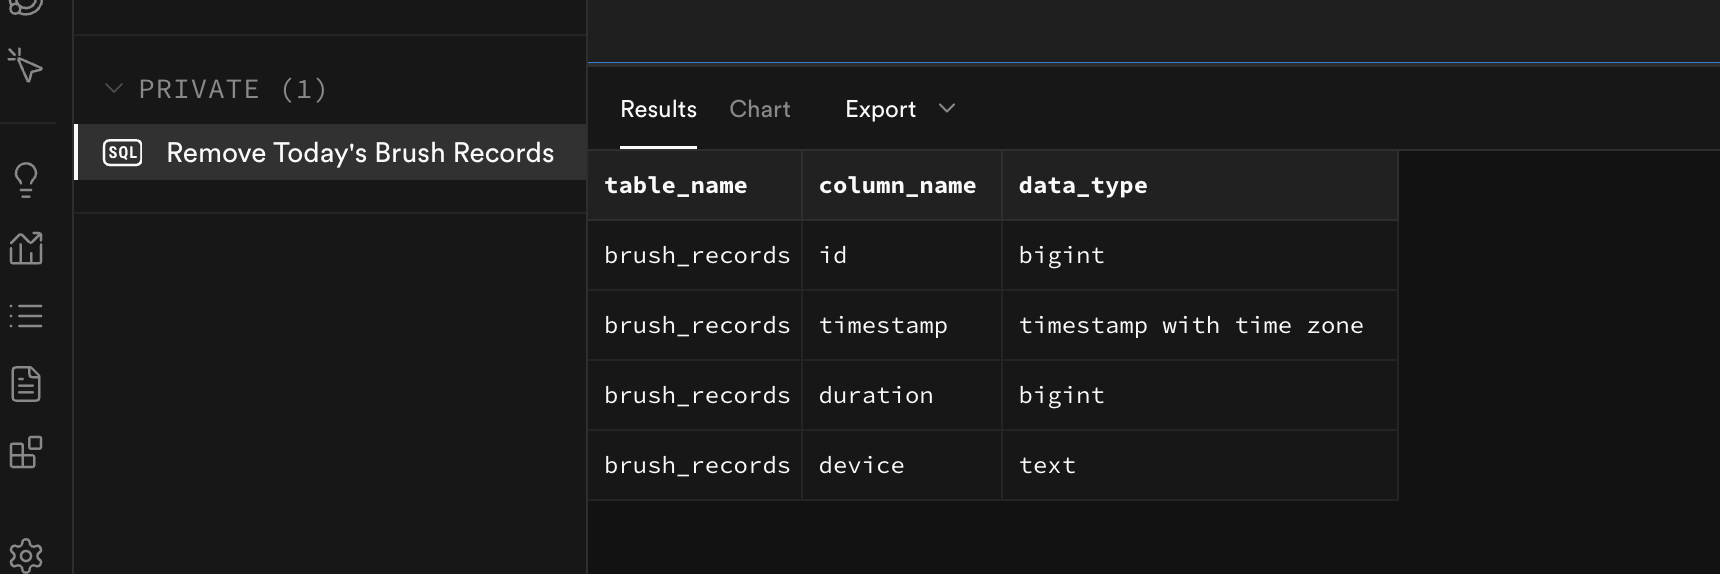 PRIVATE (1)
SQL Remove Today's Brush Records
Results Chart Export
table_name column_name data_type
brush_records id bigint
brush_records timestamp timestamp with time zone
brush_records duration bigint
brush_records device text